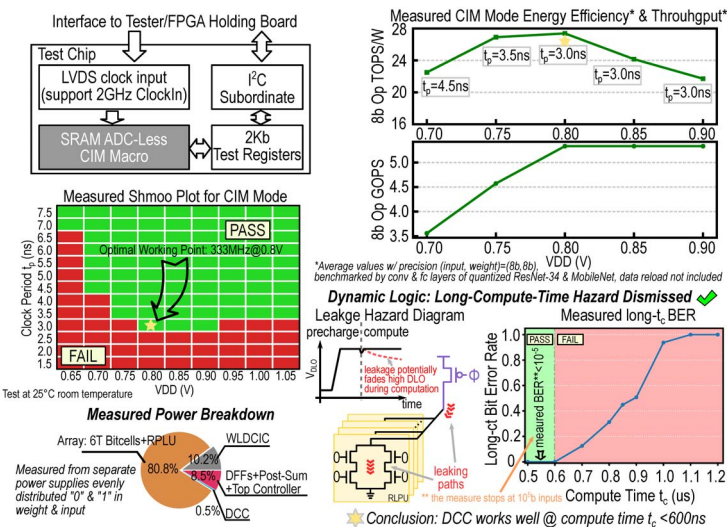 Interface to Tester/FPGA Holding Board
Test Chip
LVDS clock input
(support 2GHz ClockIn)
I²C
Subordinate
SRAM ADC-Less
CIM Macro
2Kb
Test Registers
Measured CIM Mode Energy Efficiency* & Throuhgput*
8b Op TOPS/W
28
24
20
16
tp=4.5ns
tp=3.5ns
tp=3.0ns
tp=3.0ns
tp=3.0ns
0.70 0.75 0.80 0.85 0.90
8b Op GOPS
5.0
4.5
4.0
3.5
0.70 0.75 0.80 0.85 0.90
VDD (V)
*Average values w/ precision (input, weight)=(8b,8b),
benchmarked by conv & fc layers of quantized ResNet-34 & MobileNet, data reload not included
Measured Shmoo Plot for CIM Mode
Clock Period tp (ns)
7.5
7.0
6.5
6.0
5.5
5.0
4.5
4.0
3.5
3.0
2.5
2.0
1.5
PASS
Optimal Working Point: 333MHz@0.8V
FAIL
0.65 0.70 0.75 0.80 0.85 0.90 0.95 1.00 1.05
VDD (V)
Test at 25°C room temperature
Measured Power Breakdown
Array: 6T Bitcells+RPLU
80.8%
10.2%
8.5%
0.5%
WLDCIC
DFFs+Post-Sum
+Top Controller
DCC
Measured from separate
power supplies evenly
distributed "0" & "1" in
weight & input
Dynamic Logic: Long-Compute-Time Hazard Dismissed
Leakge Hazard Diagram
precharge compute
VDLO
leakage potentially
fades high DLO
during computation
time
Φ
leaking
paths
RLPU
Measured long-tc BER
Long-ct Bit Error Rate
1.0
0.8
0.6
0.4
0.2
0
PASS
FAIL
measured BER**<10⁻⁵
** the measure stops at 10⁵b inputs
0.5 0.6 0.7 0.8 0.9 1.0 1.1 1.2
Compute Time tc (us)
Conclusion: DCC works well @ compute time tc <600ns